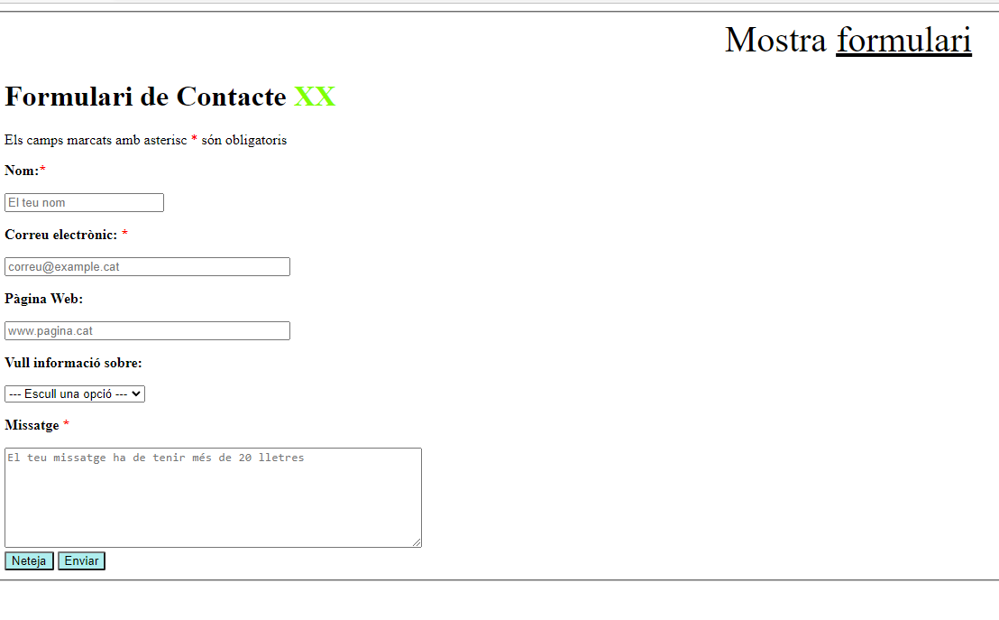 Mostra formulari
Formulari de Contacte XX
Els camps marcats amb asterisc * són obligatoris
Nom:*
El teu nom
Correu electrònic: *
correu@example.cat
Pàgina Web:
www.pagina.cat
Vull informació sobre:
--- Escull una opció ---
Missatge *
El teu missatge ha de tenir més de 20 lletres
Neteja Enviar